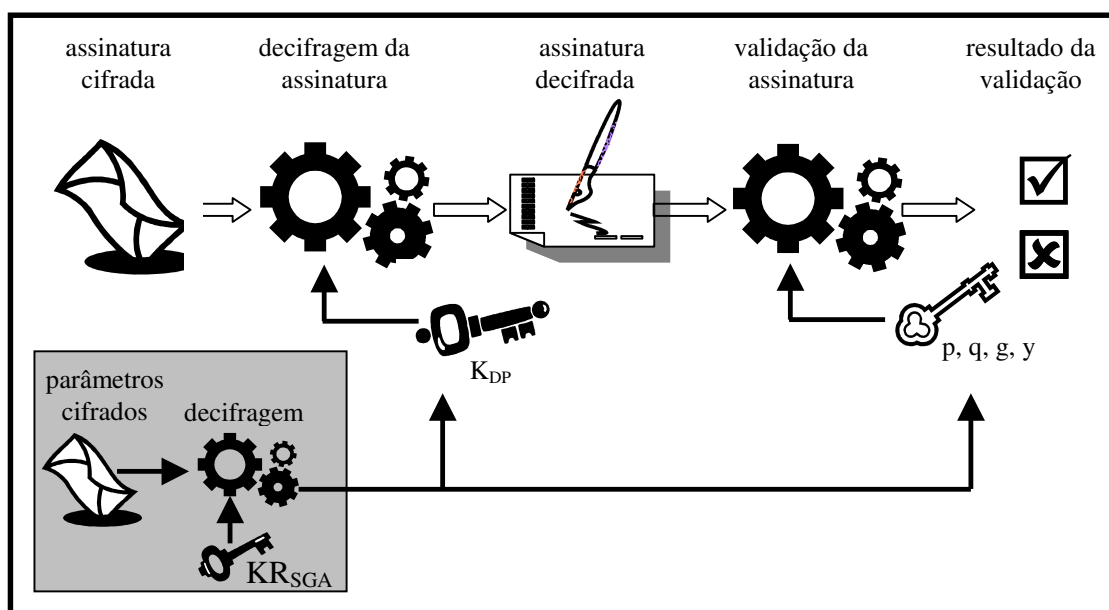 assinatura
cifrada
decifragem da
assinatura
assinatura
decifrada
validação da
assinatura
resultado da
validação
K_DP
p, q, g, y
parâmetros
cifrados
decifragem
KR_SGA